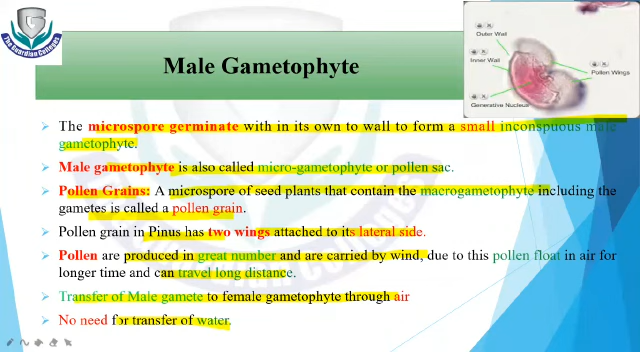 The Guardian Colleges
Male Gametophyte
Outer Wall
Inner Wall
Pollen Wings
Generative Nucleus
The microspore germinate with in its own to wall to form a small inconspuous male
gametophyte.
Male gametophyte is also called micro-gametophyte or pollen sac.
Pollen Grains: A microspore of seed plants that contain the macrogametophyte including the
gametes is called a pollen grain.
Pollen grain in Pinus has two wings attached to its lateral side.
Pollen are produced in great number and are carried by wind, due to this pollen float in air for
longer time and can travel long distance.
Transfer of Male gamete to female gametophyte through air
No need for transfer of water.